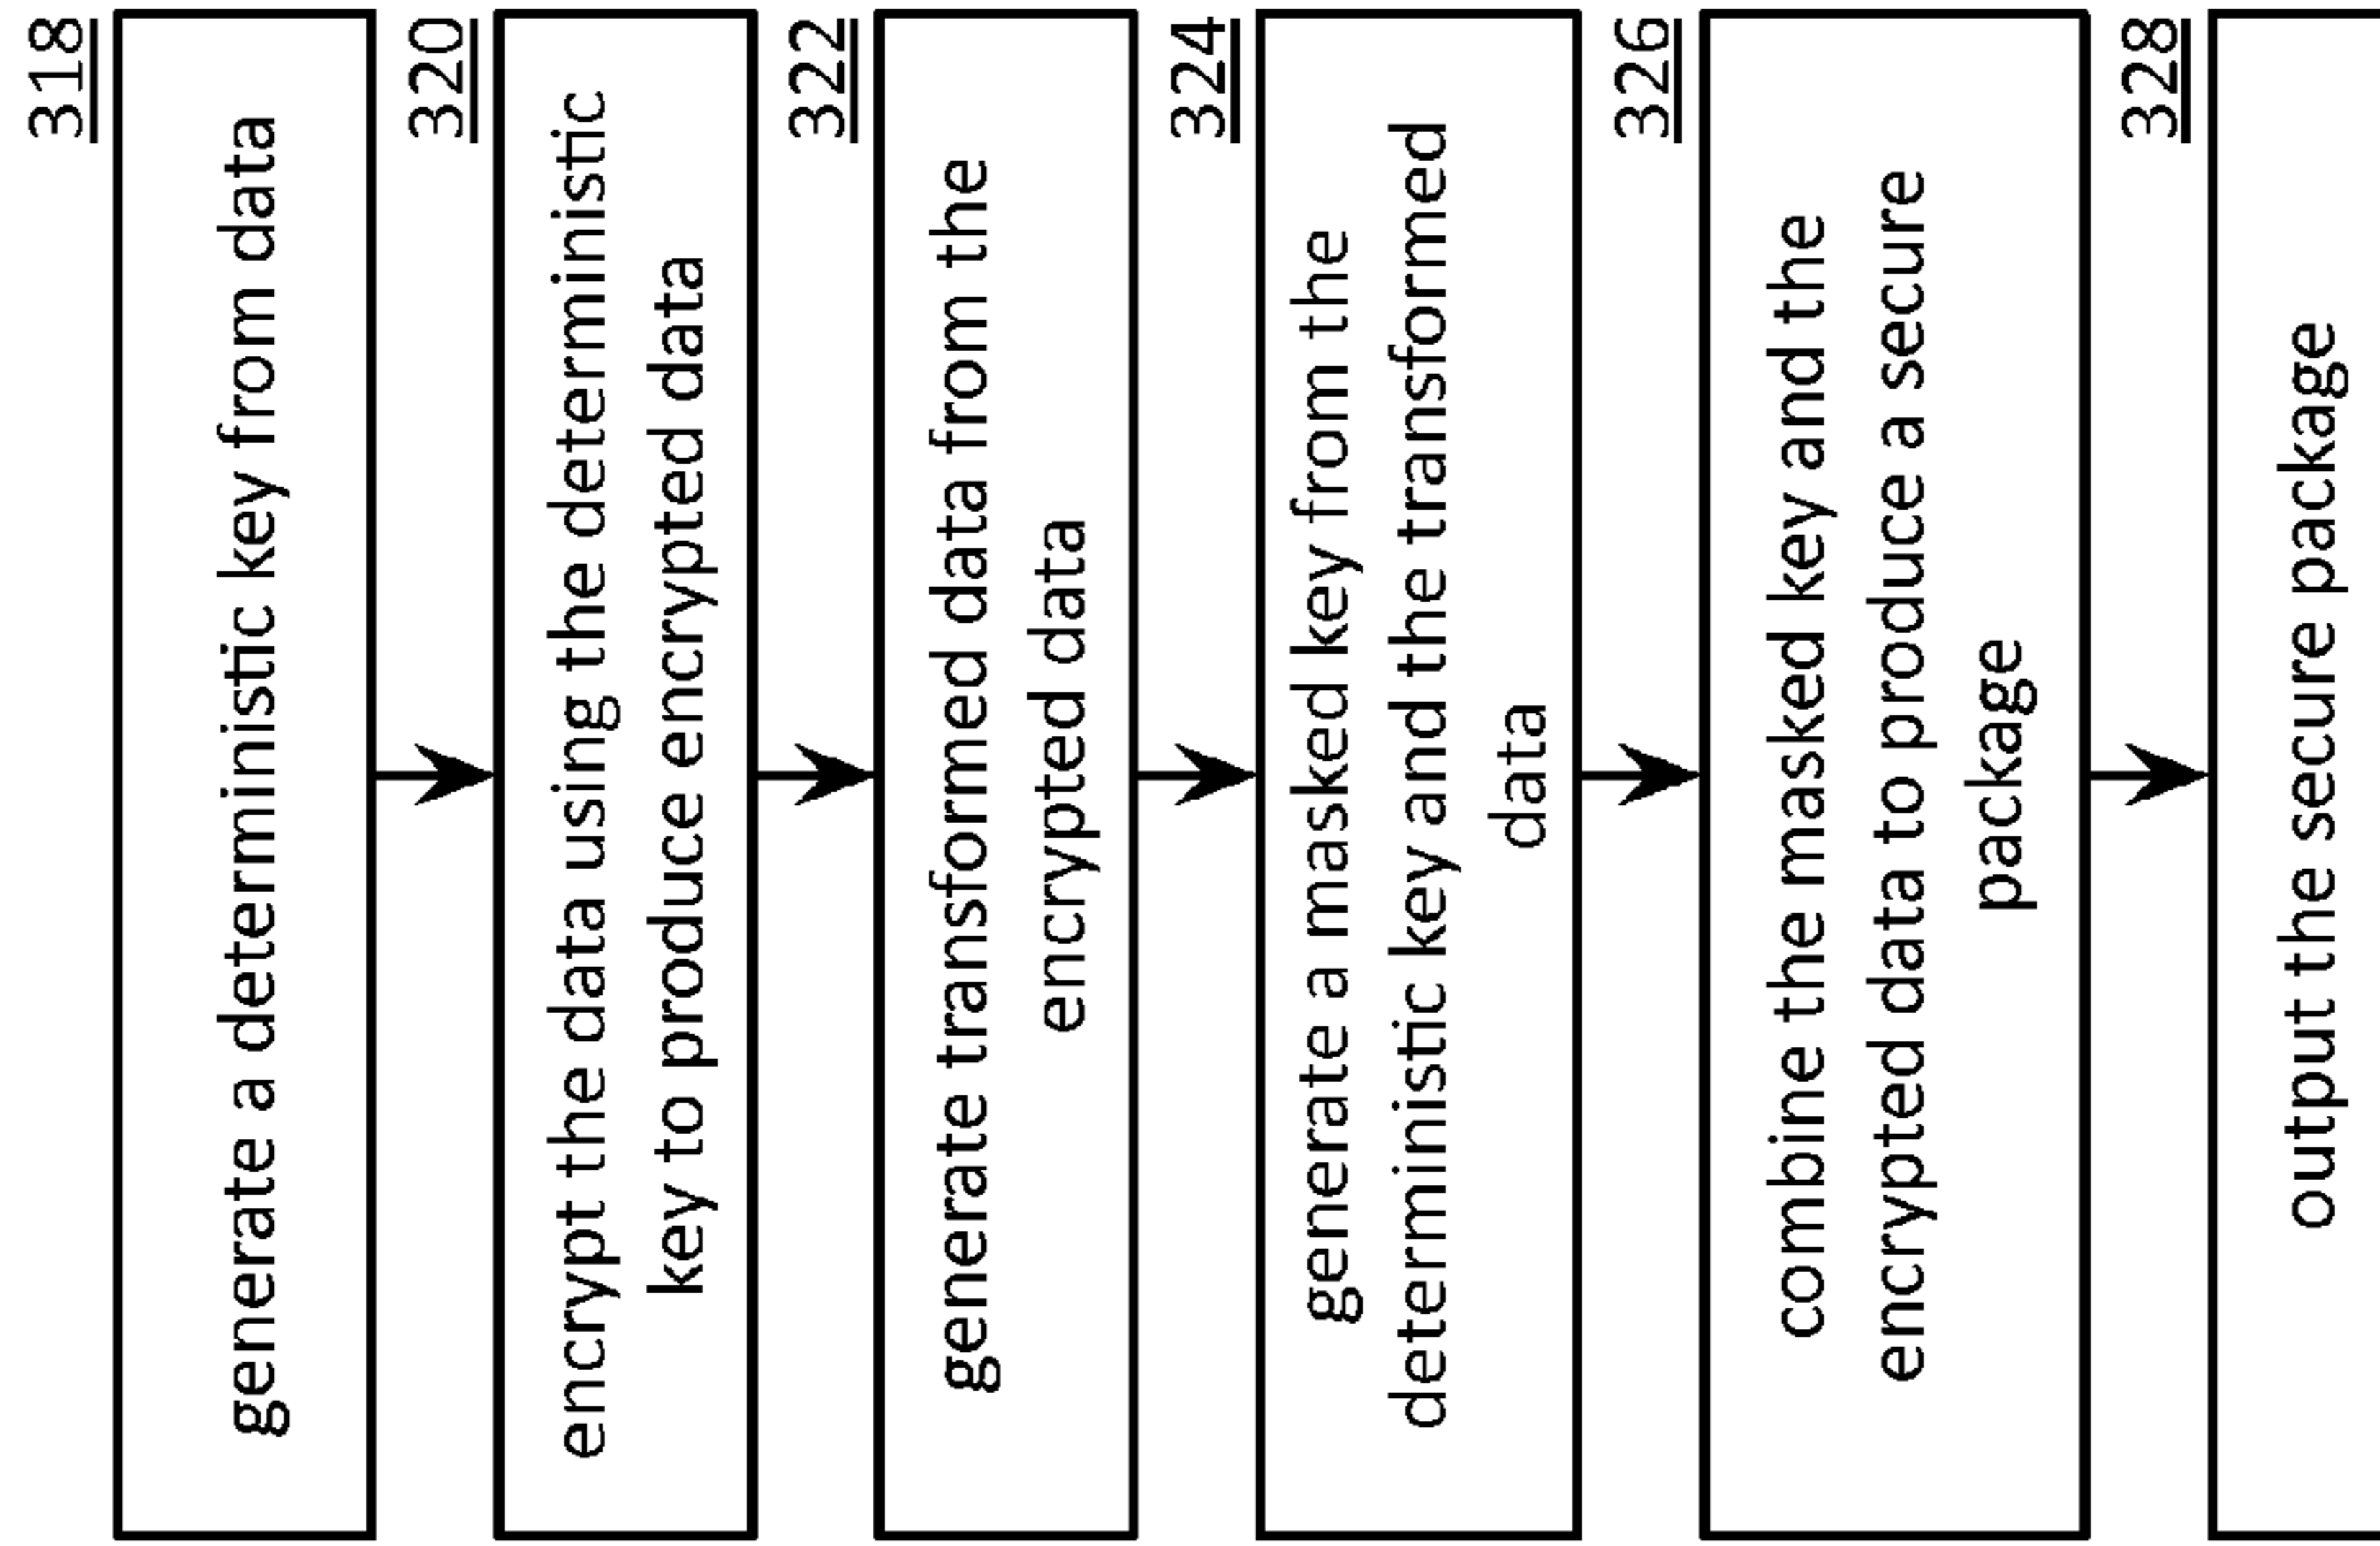 318
generate a deterministic key from data
320
encrypt the data using the deterministic
key to produce encrypted data
322
generate transformed data from the
encrypted data
324
generate a masked key from the
deterministic key and the transformed
data
326
combine the masked key and the
encrypted data to produce a secure
package
328
output the secure package